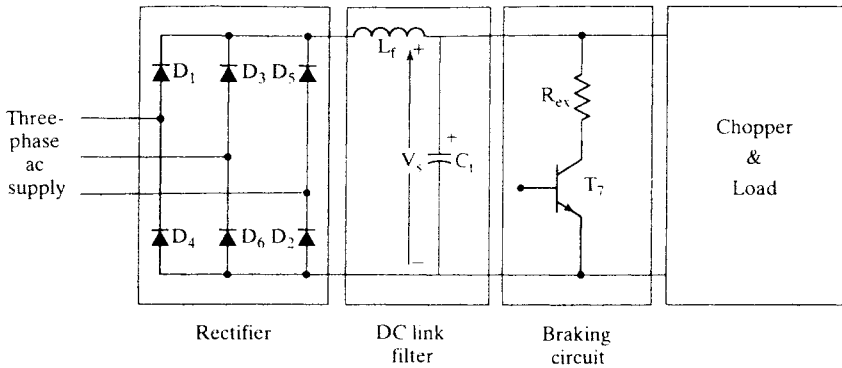 D1
D3 D5
D4
D6 D2
Three-
phase
ac
supply
Lf
+
Vs
+
C1
−
Rex
T7
Chopper
&
Load
Rectifier
DC link
filter
Braking
circuit